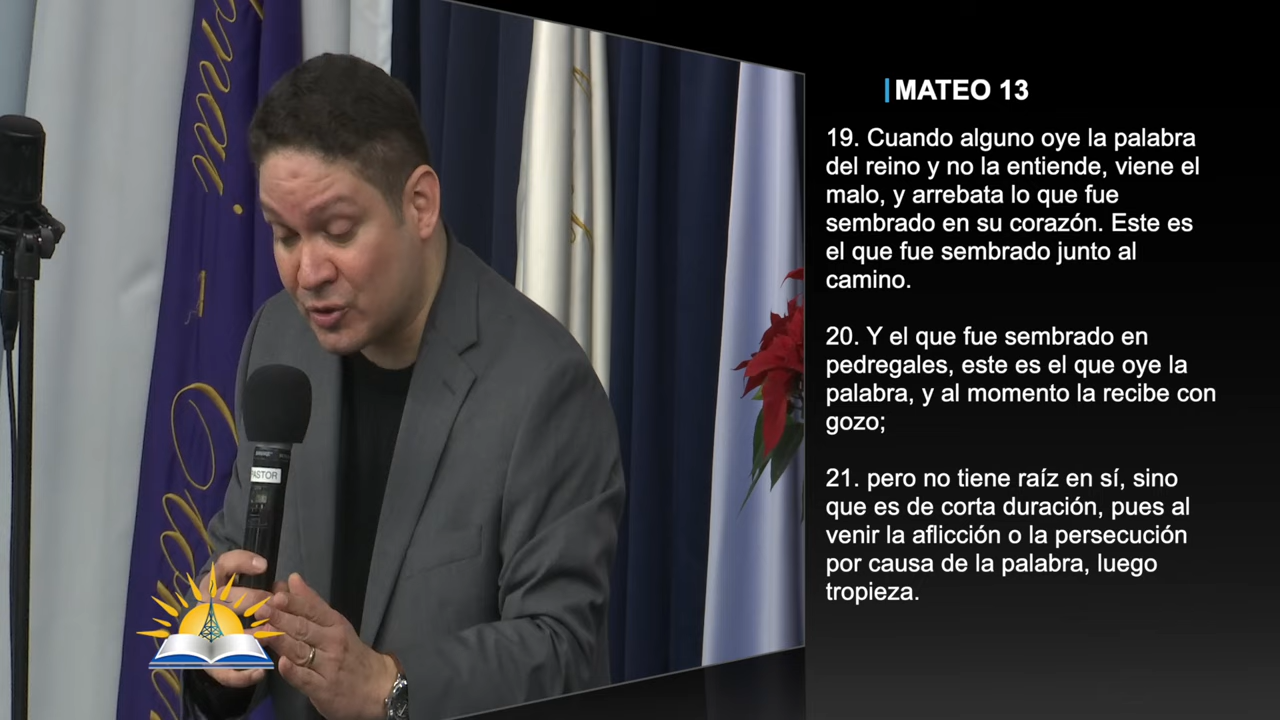 MATEO 13
19. Cuando alguno oye la palabra
del reino y no la entiende, viene el
malo, y arrebata lo que fue
sembrado en su corazón. Este es
el que fue sembrado junto al
camino.
20. Y el que fue sembrado en
pedregales, este es el que oye la
palabra, y al momento la recibe con
gozo;
21. pero no tiene raíz en sí, sino
que es de corta duración, pues al
venir la aflicción o la persecución
por causa de la palabra, luego
tropieza.
PASTOR